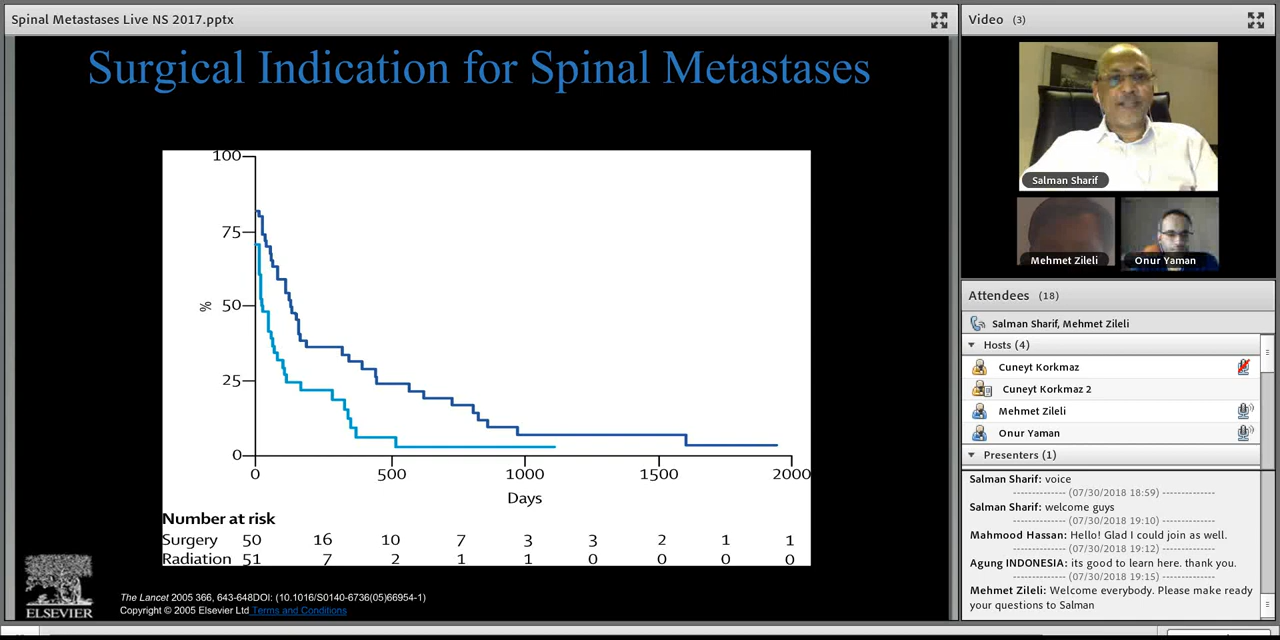 Spinal Metastases Live NS 2017.pptx
Surgical Indication for Spinal Metastases
100
75
50
25
0
%
0 500 1000 1500 2000
Days
Number at risk
Surgery 50 16 10 7 3 3 2 1 1
Radiation 51 7 2 1 1 0 0 0 0
ELSEVIER
The Lancet 2005 366, 643-648DOI: (10.1016/S0140-6736(05)66954-1)
Copyright © 2005 Elsevier Ltd Terms and Conditions
Video (3)
Salman Sharif
Mehmet Zileli
Onur Yaman
Attendees (18)
Salman Sharif, Mehmet Zileli
Hosts (4)
Cuneyt Korkmaz
Cuneyt Korkmaz 2
Mehmet Zileli
Onur Yaman
Presenters (1)
Salman Sharif: voice
------------- (07/30/2018 18:59) -------------
Salman Sharif: welcome guys
------------- (07/30/2018 19:10) -------------
Mahmood Hassan: Hello! Glad I could join as well.
------------- (07/30/2018 19:12) -------------
Agung INDONESIA: its good to learn here. thank you.
------------- (07/30/2018 19:15) -------------
Mehmet Zileli: Welcome everybody. Please make ready
your questions to Salman